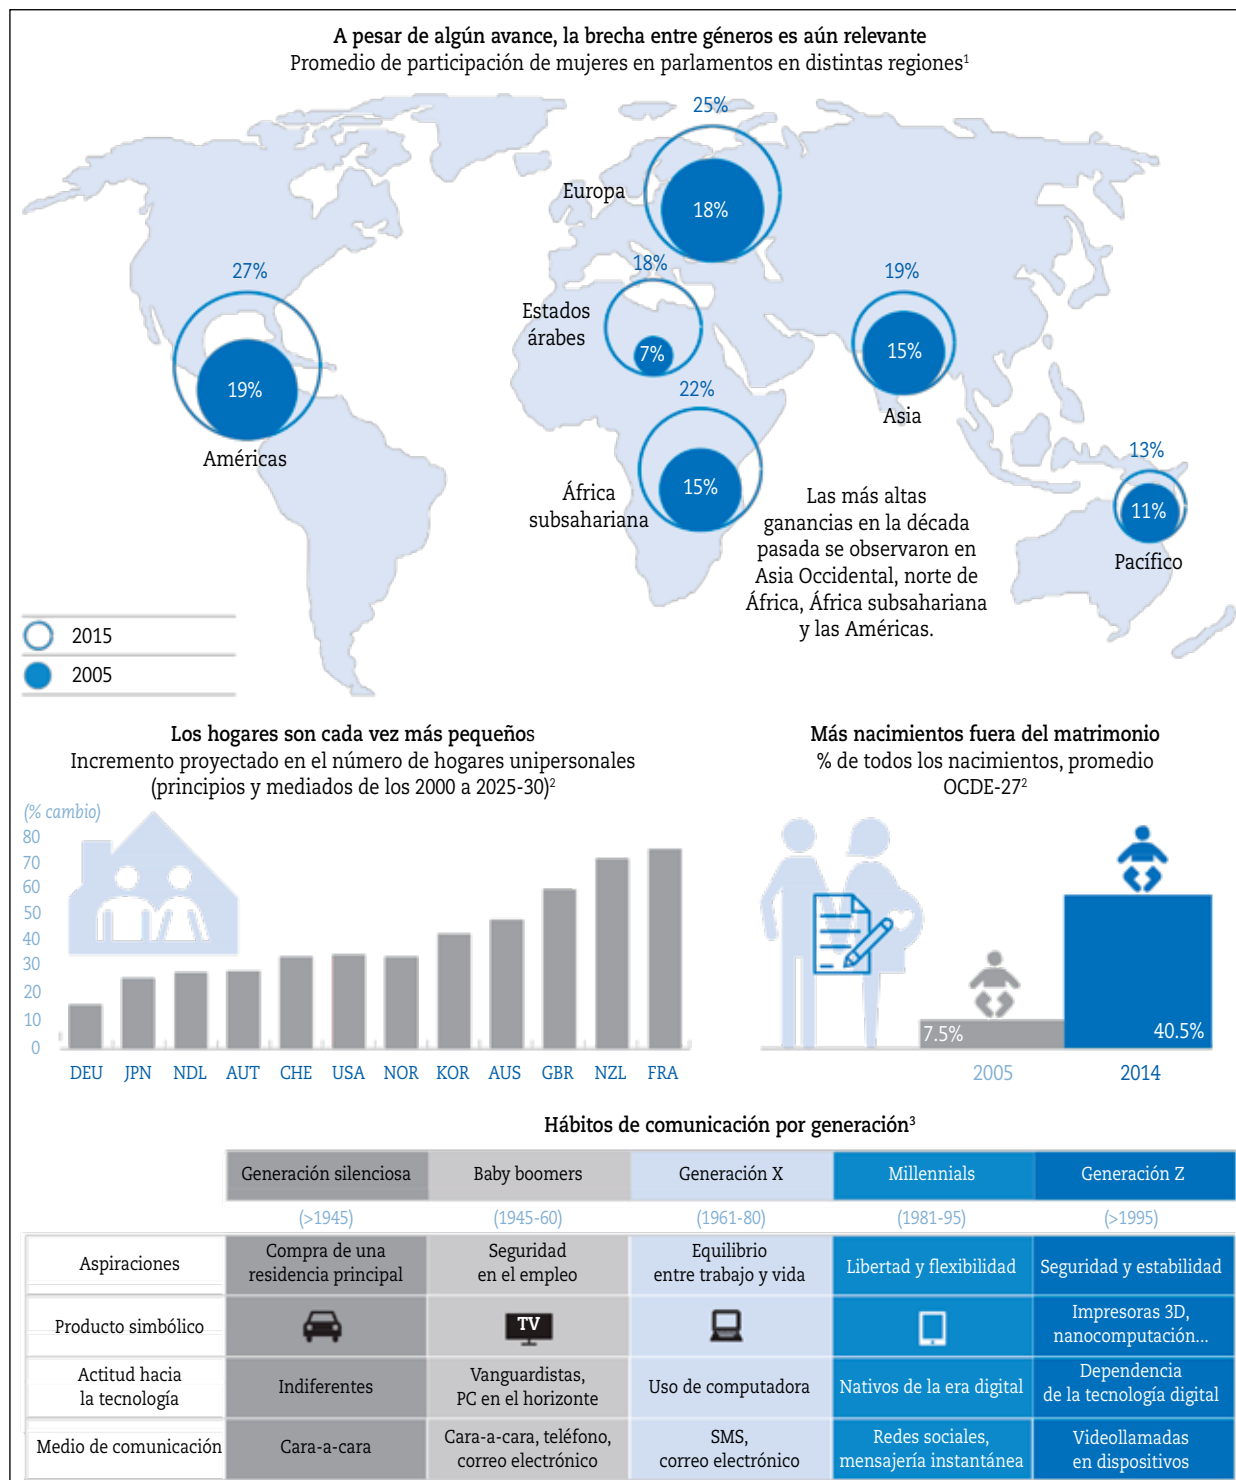 A pesar de algún avance, la brecha entre géneros es aún relevante
Promedio de participación de mujeres en parlamentos en distintas regiones¹
25%
Europa
18%
27%
19%
Américas
18%
Estados
árabes
7%
19%
15%
Asia
22%
África
subsahariana
15%
13%
11%
Pacífico
Las más altas
ganancias en la década
pasada se observaron en
Asia Occidental, norte de
África, África subsahariana
y las Américas.
2015
2005
Los hogares son cada vez más pequeños
Incremento proyectado en el número de hogares unipersonales
(principios y mediados de los 2000 a 2025-30)²
(% cambio)
80
70
60
50
40
30
20
10
0
DEU JPN NDL AUT CHE USA NOR KOR AUS GBR NZL FRA
Más nacimientos fuera del matrimonio
% de todos los nacimientos, promedio
OCDE-27²
7.5%
40.5%
2005 2014
Hábitos de comunicación por generación³
Generación silenciosa Baby boomers Generación X Millennials Generación Z
(>1945) (1945-60) (1961-80) (1981-95) (>1995)
Aspiraciones
Compra de una
residencia principal
Seguridad
en el empleo
Equilibrio
entre trabajo y vida
Libertad y flexibilidad
Seguridad y estabilidad
Producto simbólico
TV
Impresoras 3D,
nanocomputación...
Actitud hacia
la tecnología
Indiferentes
Vanguardistas,
PC en el horizonte
Uso de computadora
Nativos de la era digital
Dependencia
de la tecnología digital
Medio de comunicación
Cara-a-cara
Cara-a-cara, teléfono,
correo electrónico
SMS,
correo electrónico
Redes sociales,
mensajería instantánea
Videollamadas
en dispositivos